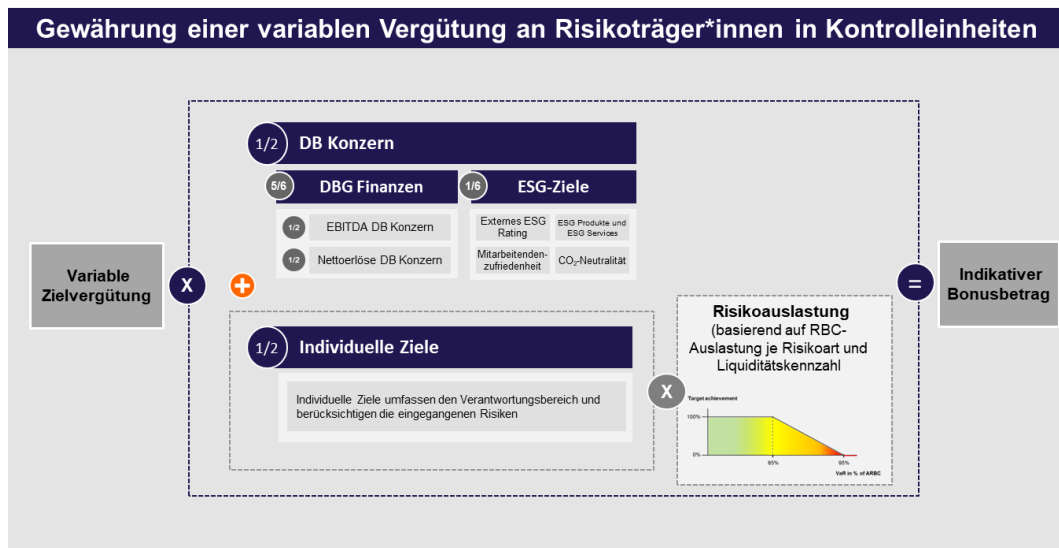 Gewährung einer variablen Vergütung an Risikoträger*innen in Kontrolleinheiten
1/2 DB Konzern
5/6 DBG Finanzen
1/6 ESG-Ziele
1/2 EBITDA DB Konzern
1/2 Nettoerlöse DB Konzern
Externes ESG
Rating
ESG Produkte und
ESG Services
Mitarbeitenden-
zufriedenheit
CO₂-Neutralität
Variable
Zielvergütung
X
+
=
Indikativer
Bonusbetrag
1/2 Individuelle Ziele
Individuelle Ziele umfassen den Verantwortungsbereich und
berücksichtigen die eingegangenen Risiken
X
Risikoauslastung
(basierend auf RBC-
Auslastung je Risikoart und
Liquiditätskennzahl
Target achievement
100%
0%
85%
95%
VaR in % of ARBC